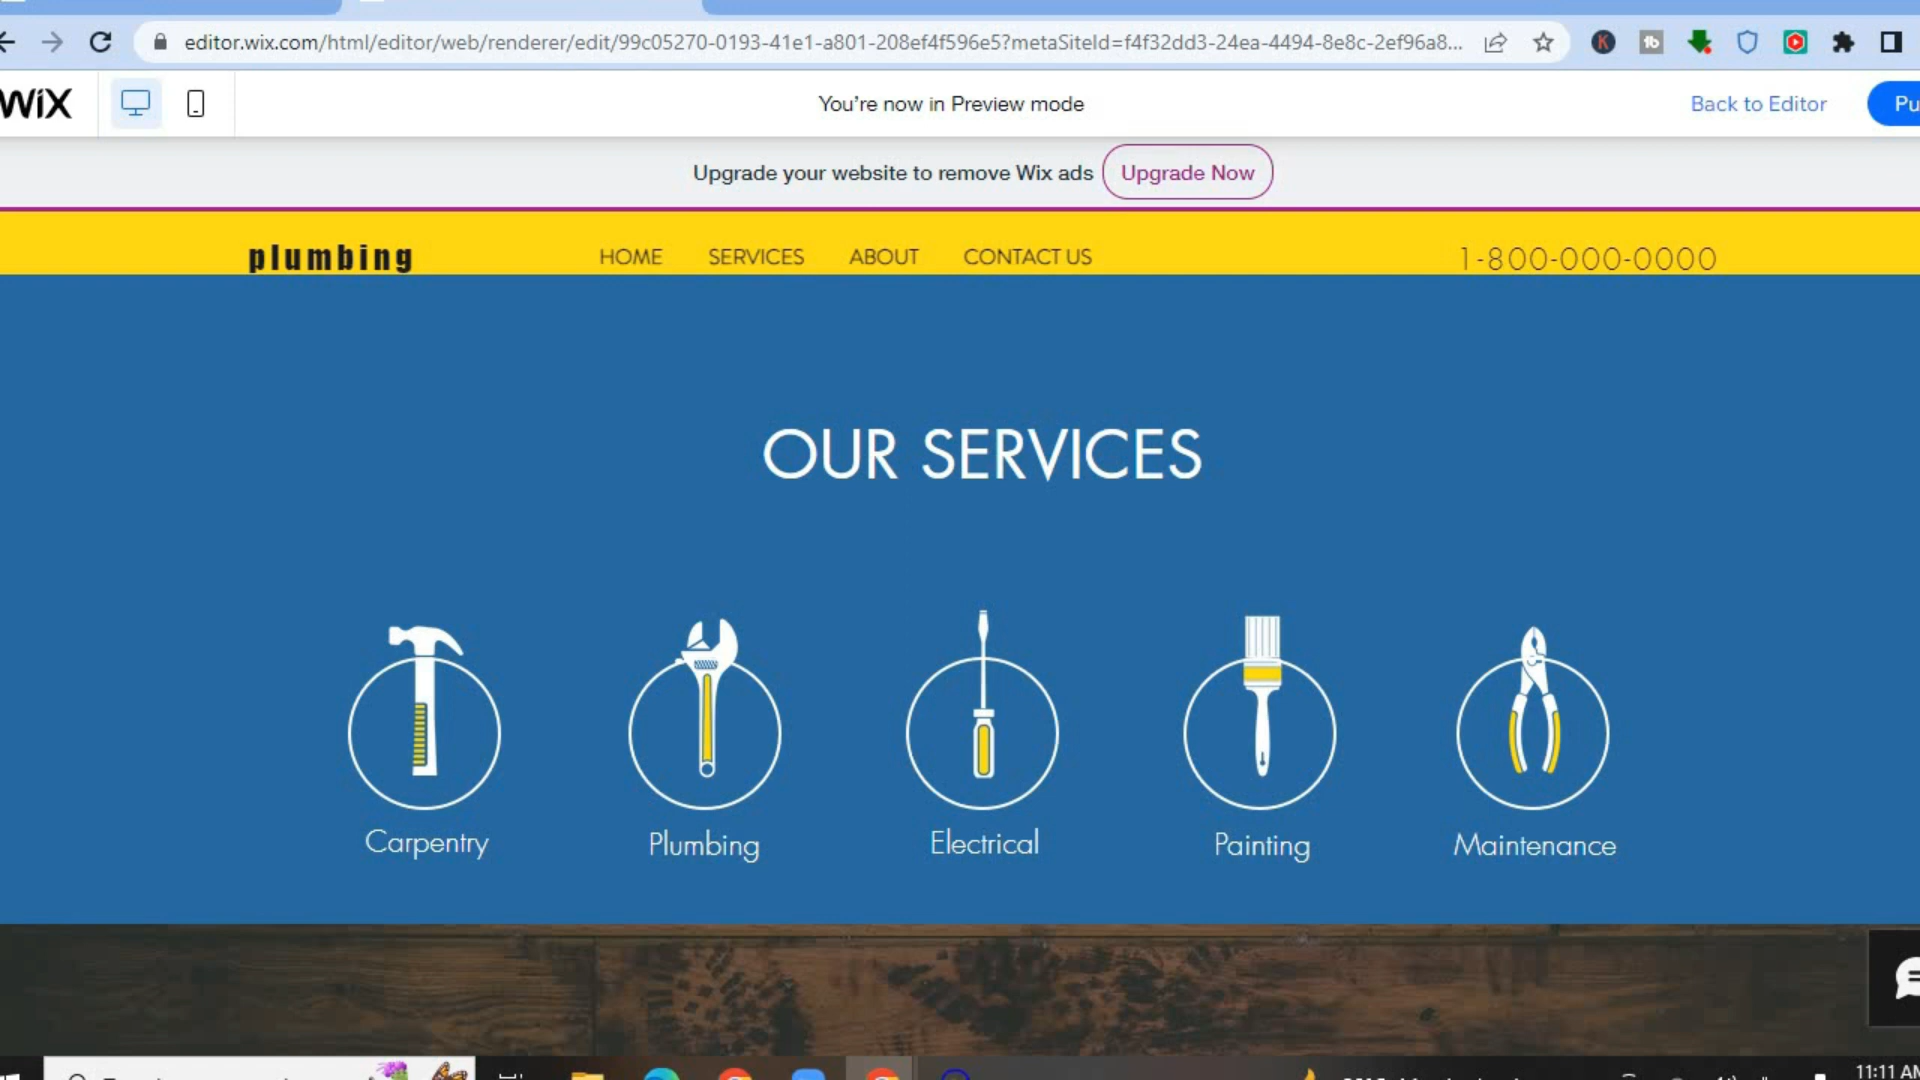 editor.wix.com/html/editor/web/renderer/edit/99c05270-0193-41e1-a801-208ef4f596e5?metaSiteId=f4f32dd3-24ea-4494-8e8c-2ef96a8...
WiX
You're now in Preview mode
Back to Editor
Pu
Upgrade your website to remove Wix ads
Upgrade Now
plumbing
HOME
SERVICES
ABOUT
CONTACT US
1-800-000-0000
OUR SERVICES
Carpentry
Plumbing
Electrical
Painting
Maintenance
11:11 AM